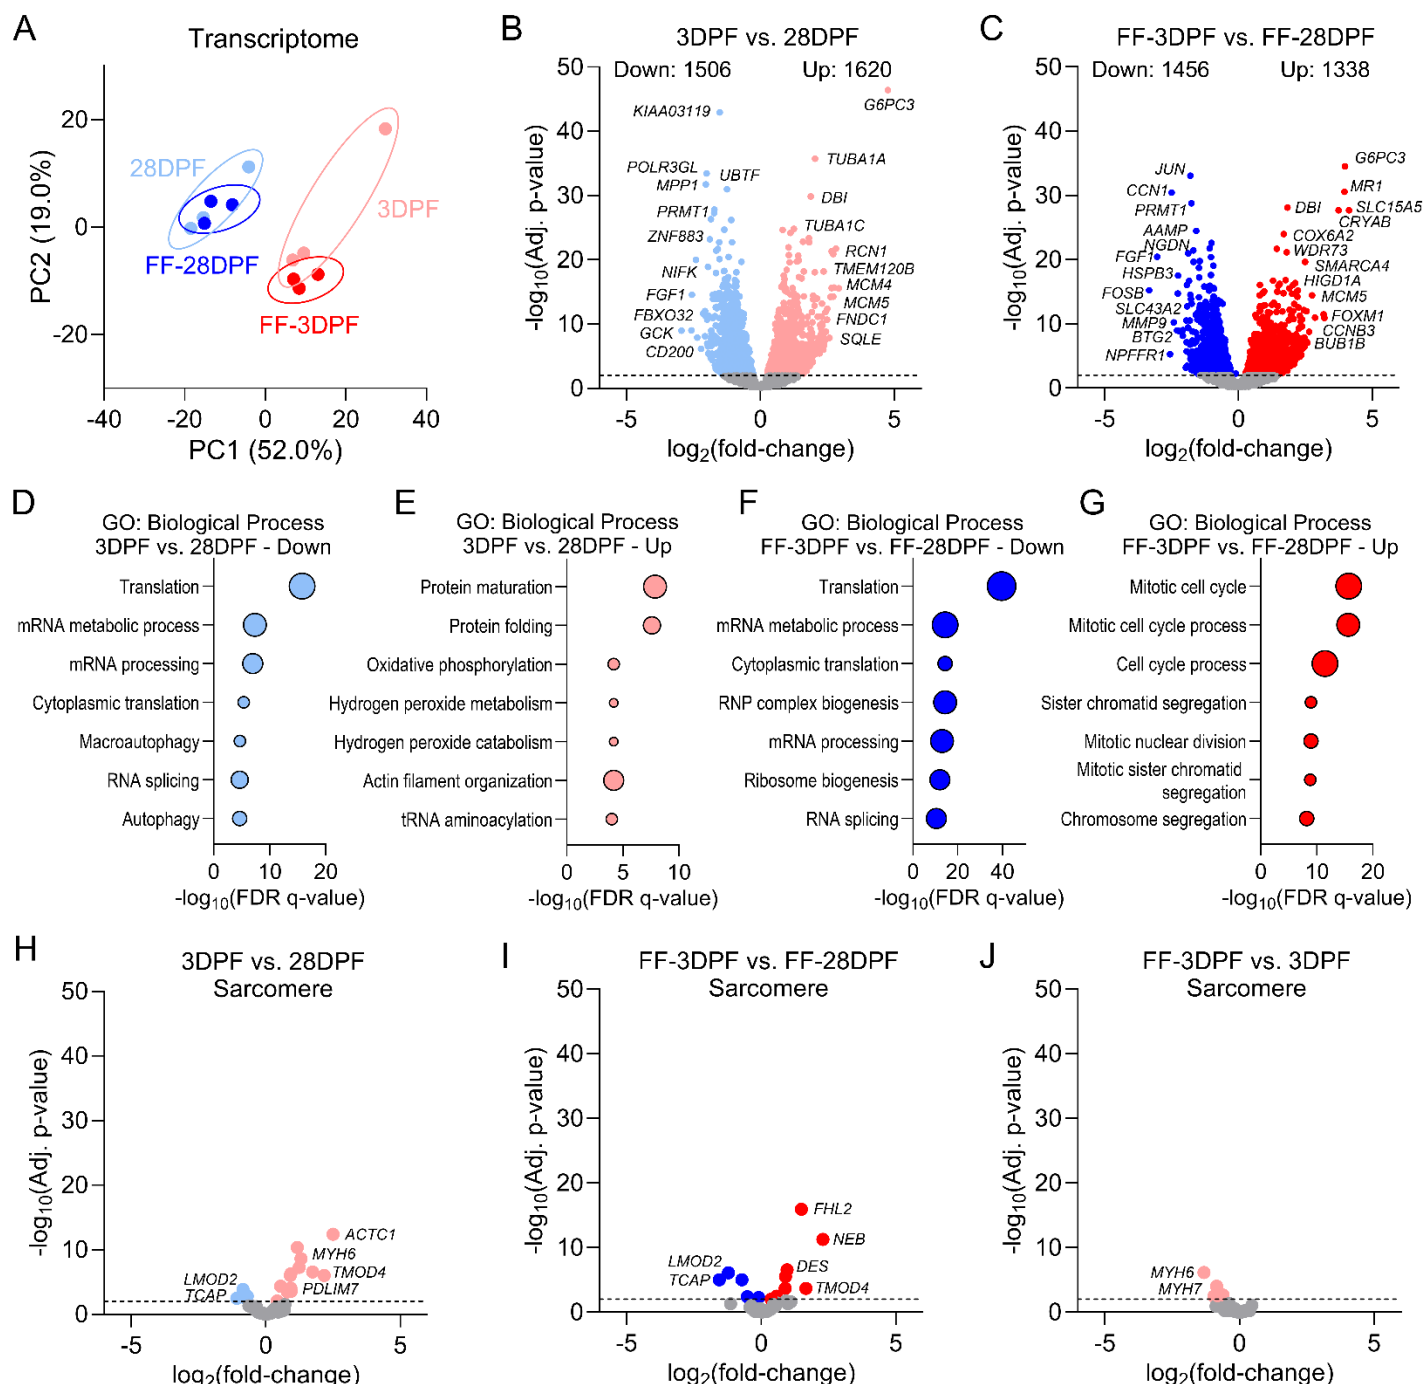 A
Transcriptome
20
0
-20
-40
-20
0
20
40
PC2 (19.0%)
PC1 (52.0%)
28DPF
FF-28DPF
3DPF
FF-3DPF
B
3DPF vs. 28DPF
Down: 1506
Up: 1620
50
40
30
20
10
0
-5
0
5
-log10(Adj. p-value)
log2(fold-change)
KIAA03119
G6PC3
POLR3GL
MPP1
UBTF
TUBA1A
DBI
PRMT1
TUBA1C
ZNF883
RCN1
NIFK
TMEM120B
MCM4
FGF1
MCM5
FBXO32
FNDC1
GCK
SQLE
CD200
C
FF-3DPF vs. FF-28DPF
Down: 1456
Up: 1338
50
40
30
20
10
0
-5
0
5
-log10(Adj. p-value)
log2(fold-change)
JUN
G6PC3
CCN1
MR1
PRMT1
DBI
SLC15A5
CRYAB
AAMP
COX6A2
NGDN
WDR73
FGF1
SMARCA4
HSPB3
HIGD1A
FOSB
MCM5
SLC43A2
FOXM1
MMP9
CCNB3
BTG2
BUB1B
NPFFR1
D
GO: Biological Process
3DPF vs. 28DPF - Down
Translation
mRNA metabolic process
mRNA processing
Cytoplasmic translation
Macroautophagy
RNA splicing
Autophagy
0
10
20
-log10(FDR q-value)
E
GO: Biological Process
3DPF vs. 28DPF - Up
Protein maturation
Protein folding
Oxidative phosphorylation
Hydrogen peroxide metabolism
Hydrogen peroxide catabolism
Actin filament organization
tRNA aminoacylation
0
5
10
-log10(FDR q-value)
F
GO: Biological Process
FF-3DPF vs. FF-28DPF - Down
Translation
mRNA metabolic process
Cytoplasmic translation
RNP complex biogenesis
mRNA processing
Ribosome biogenesis
RNA splicing
0
20
40
-log10(FDR q-value)
G
GO: Biological Process
FF-3DPF vs. FF-28DPF - Up
Mitotic cell cycle
Mitotic cell cycle process
Cell cycle process
Sister chromatid segregation
Mitotic nuclear division
Mitotic sister chromatid
segregation
Chromosome segregation
0
10
20
-log10(FDR q-value)
H
3DPF vs. 28DPF
Sarcomere
50
40
30
20
10
0
-5
0
5
-log10(Adj. p-value)
log2(fold-change)
ACTC1
MYH6
LMOD2
TMOD4
TCAP
PDLIM7
I
FF-3DPF vs. FF-28DPF
Sarcomere
50
40
30
20
10
0
-5
0
5
-log10(Adj. p-value)
log2(fold-change)
FHL2
NEB
LMOD2
DES
TCAP
TMOD4
J
FF-3DPF vs. 3DPF
Sarcomere
50
40
30
20
10
0
-5
0
5
-log10(Adj. p-value)
log2(fold-change)
MYH6
MYH7